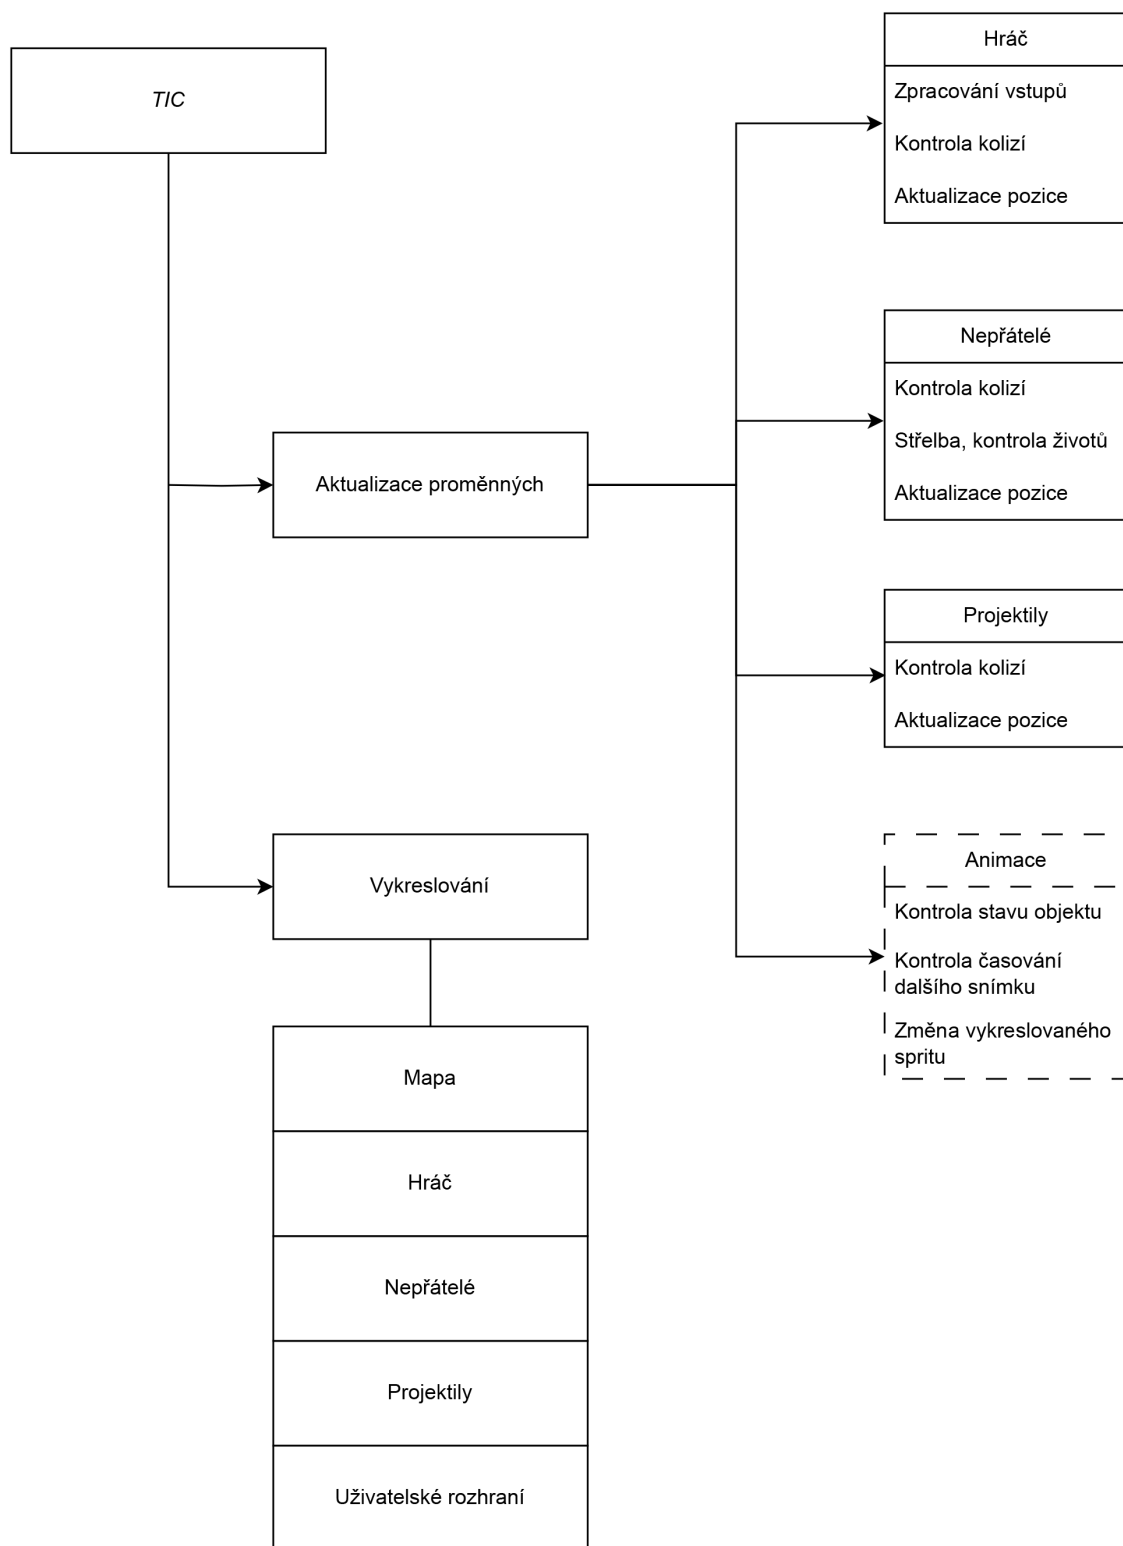 TIC
Aktualizace proměnných
Hráč
Zpracování vstupů
Kontrola kolizí
Aktualizace pozice
Nepřátelé
Kontrola kolizí
Střelba, kontrola životů
Aktualizace pozice
Projektily
Kontrola kolizí
Aktualizace pozice
Animace
Kontrola stavu objektu
Kontrola časování
dalšího snímku
Změna vykreslovaného
spritu
Vykreslování
Mapa
Hráč
Nepřátelé
Projektily
Uživatelské rozhraní